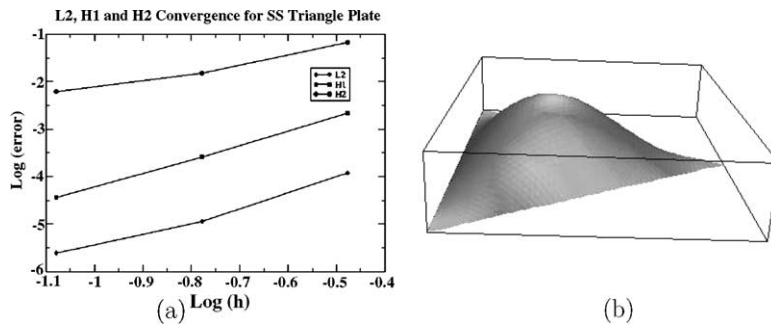 L2, H1 and H2 Convergence for SS Triangle Plate
-1
-2
-3
-4
-5
-6
Log (error)
L2
H1
H2
-1.1 -1 -0.9 -0.8 -0.7 -0.6 -0.5 -0.4
Log (h)
(a)
(b)